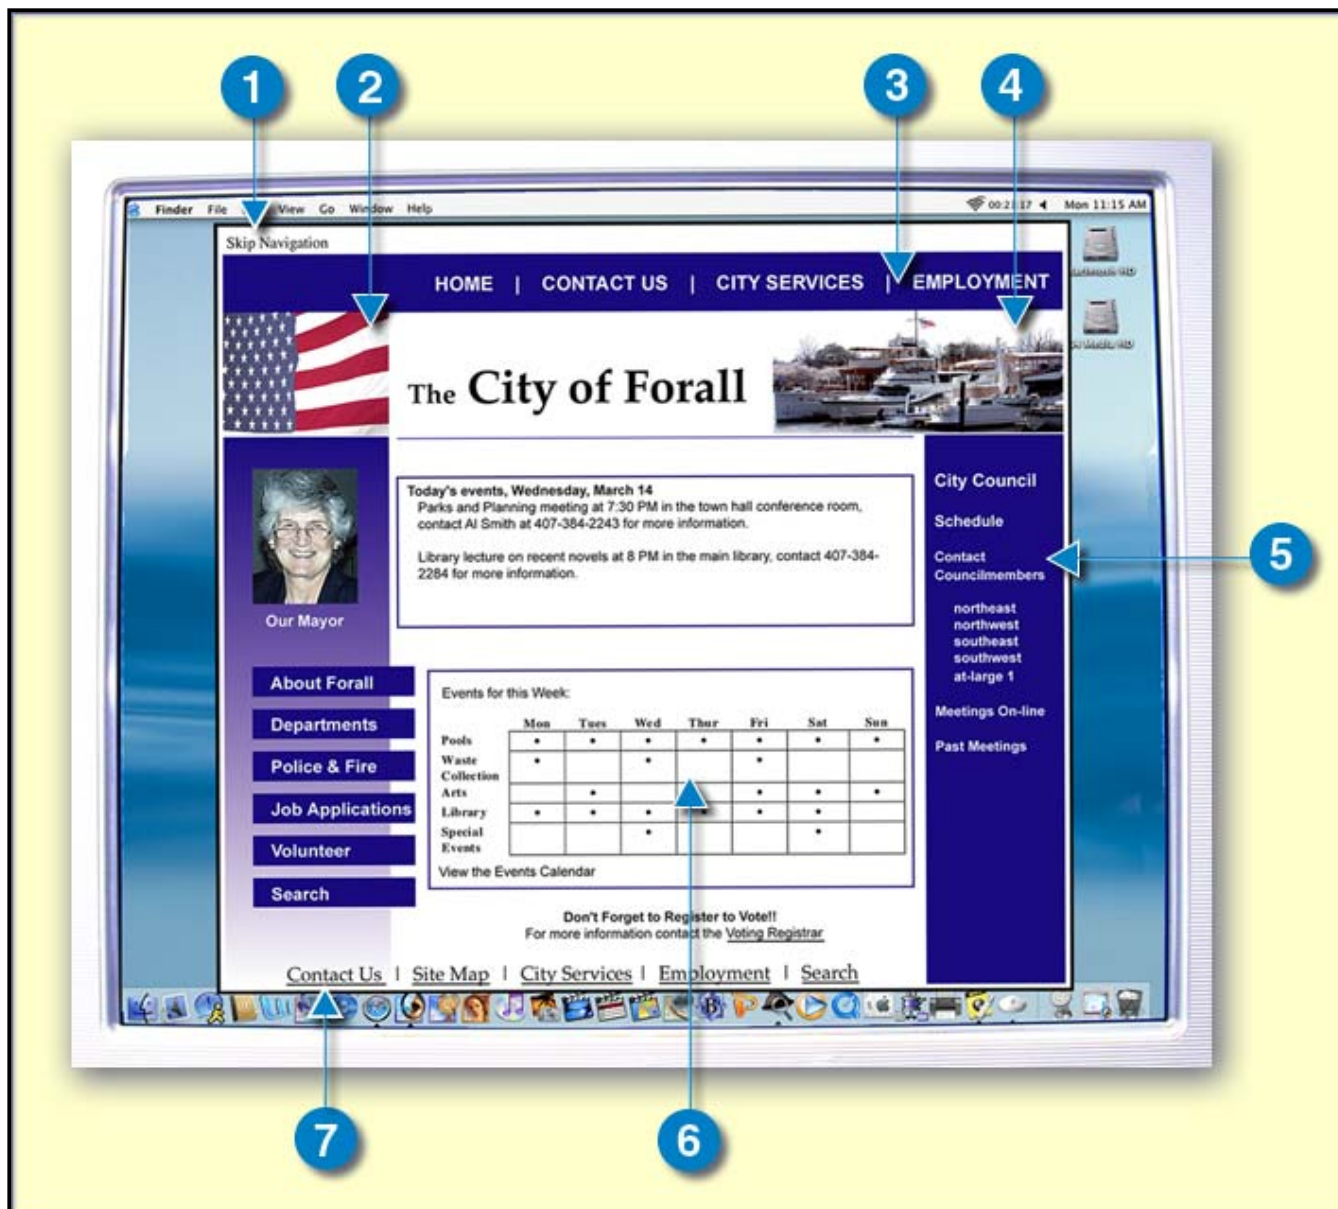 1
2
3
4
Finder File View Go Window Help
Mon 11:15 AM
Skip Navigation
HOME | CONTACT US | CITY SERVICES | EMPLOYMENT
The City of Forall
Today's events, Wednesday, March 14
Parks and Planning meeting at 7:30 PM in the town hall conference room,
contact Al Smith at 407-384-2243 for more information.
Library lecture on recent novels at 8 PM in the main library, contact 407-384-
2284 for more information.
Our Mayor
About Forall
Departments
Police & Fire
Job Applications
Volunteer
Search
Events for this Week:
Mon Tues Wed Thur Fri Sat Sun
Pools
Waste
Collection
Arts
Library
Special
Events
View the Events Calendar
Don't Forget to Register to Vote!!
For more information contact the Voting Registrar
City Council
Schedule
Contact
Councilmembers
northeast
northwest
southeast
southwest
at-large 1
Meetings On-line
Past Meetings
5
Contact Us | Site Map | City Services | Employment | Search
7
6